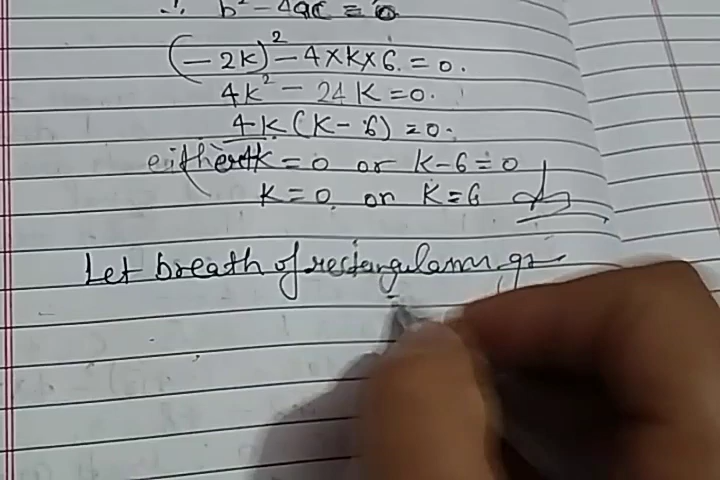 ∴ b² - 4ac = 0
(-2k)² - 4×k×6 = 0.
4k² - 24k = 0.
4k(k-6) = 0.
either 4k = 0 or k-6 = 0
k = 0 or k = 6
Let breath of rectangular